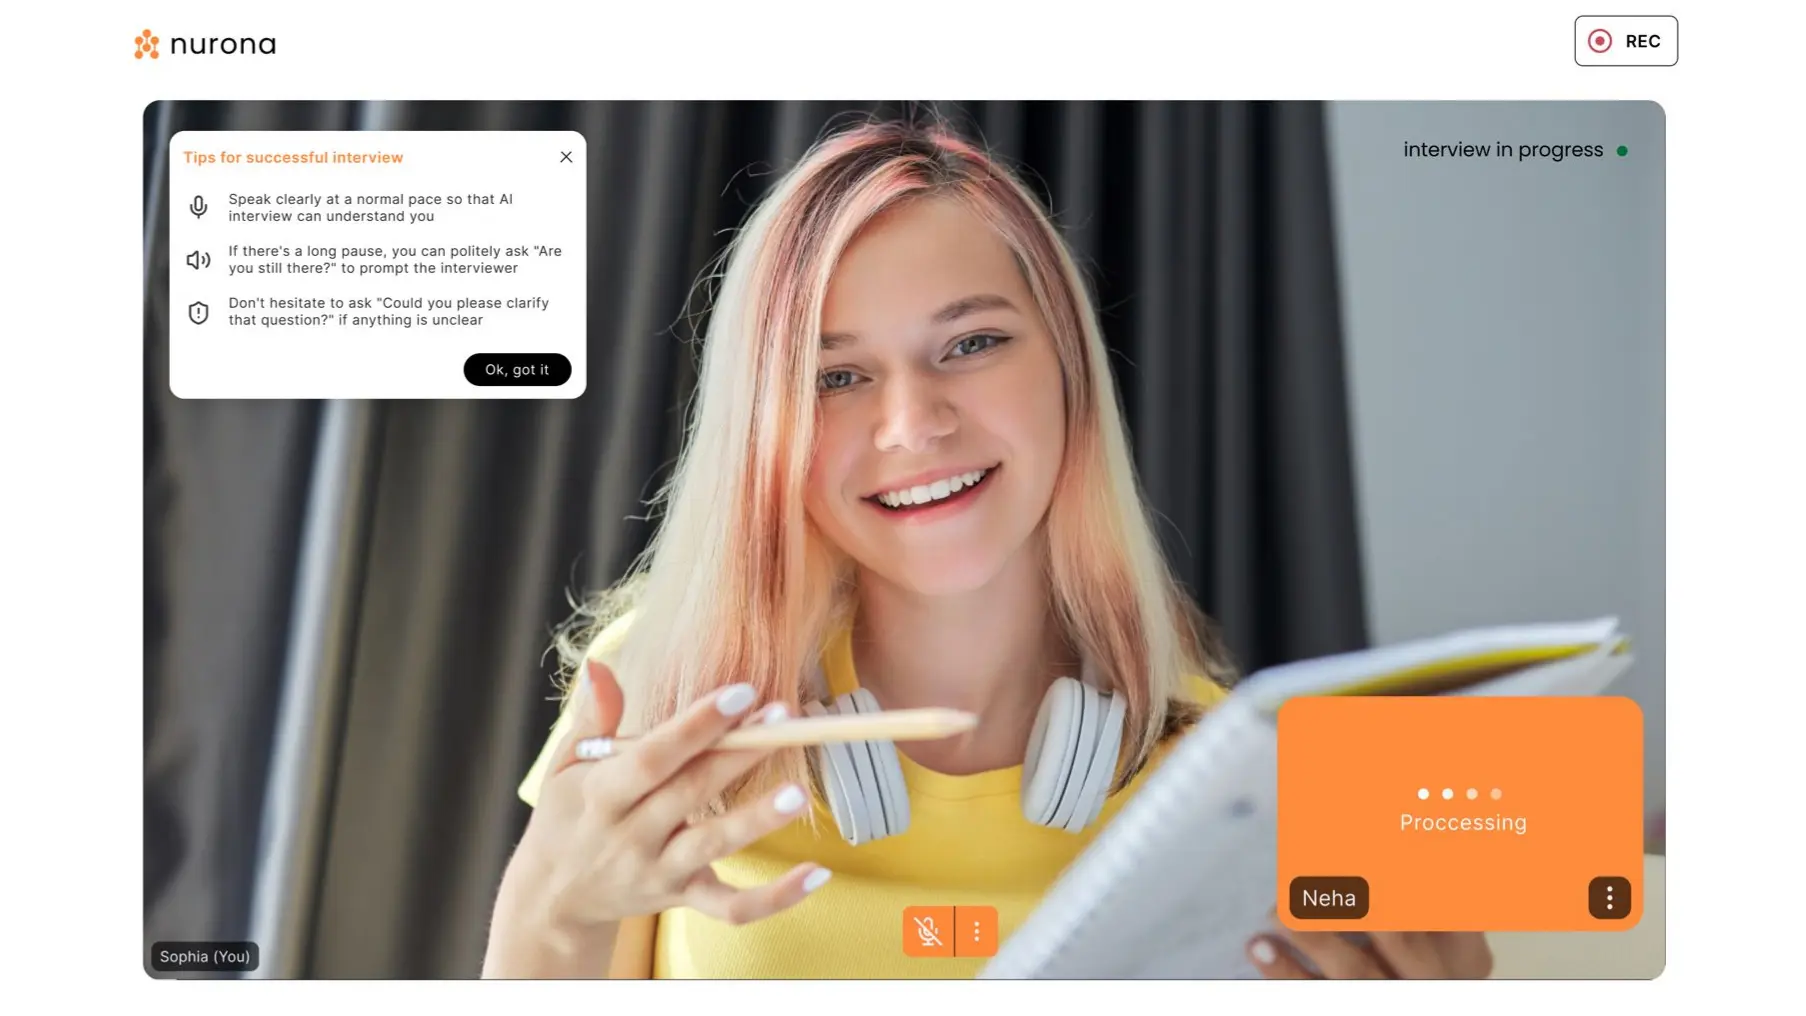 nurona
REC
Tips for successful interview
Speak clearly at a normal pace so that AI
interview can understand you
If there's a long pause, you can politely ask "Are
you still there?" to prompt the interviewer
Don't hesitate to ask "Could you please clarify
that question?" if anything is unclear
Ok, got it
interview in progress
Proccessing
Neha
Sophia (You)